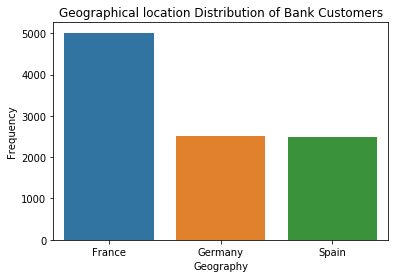 Geographical location Distribution of Bank Customers
5000
4000
3000
2000
1000
0
Frequency
France Germany Spain
Geography